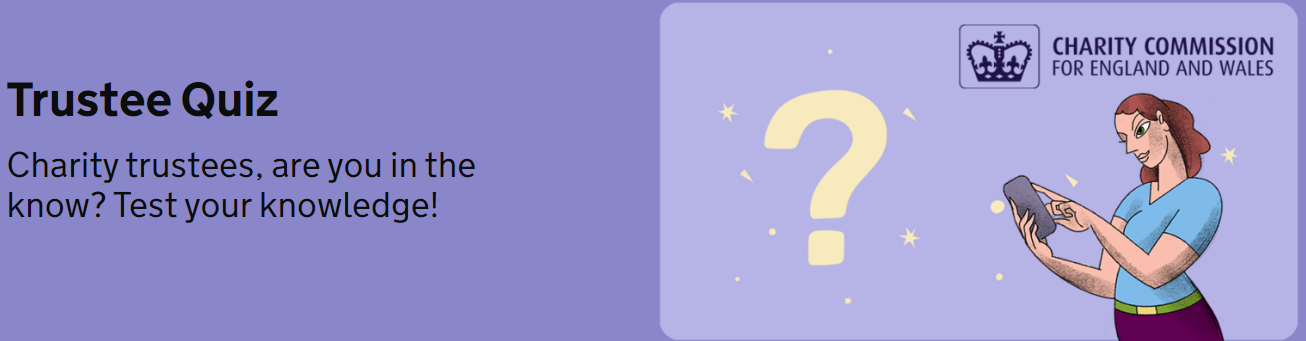 Trustee Quiz
Charity trustees, are you in the
know? Test your knowledge!
CHARITY COMMISSION
FOR ENGLAND AND WALES
?